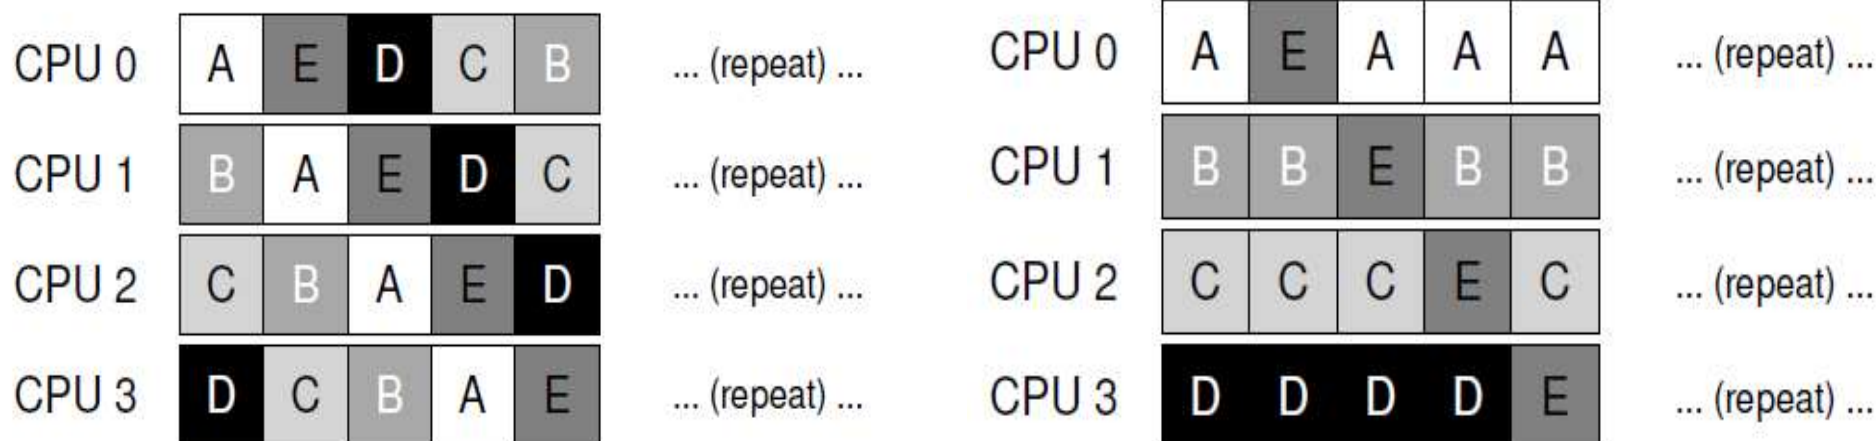 CPU 0 A E D C B ... (repeat) ...
CPU 1 B A E D C ... (repeat) ...
CPU 2 C B A E D ... (repeat) ...
CPU 3 D C B A E ... (repeat) ...
CPU 0 A E A A A ... (repeat) ...
CPU 1 B B E B B ... (repeat) ...
CPU 2 C C C E C ... (repeat) ...
CPU 3 D D D D E ... (repeat) ...